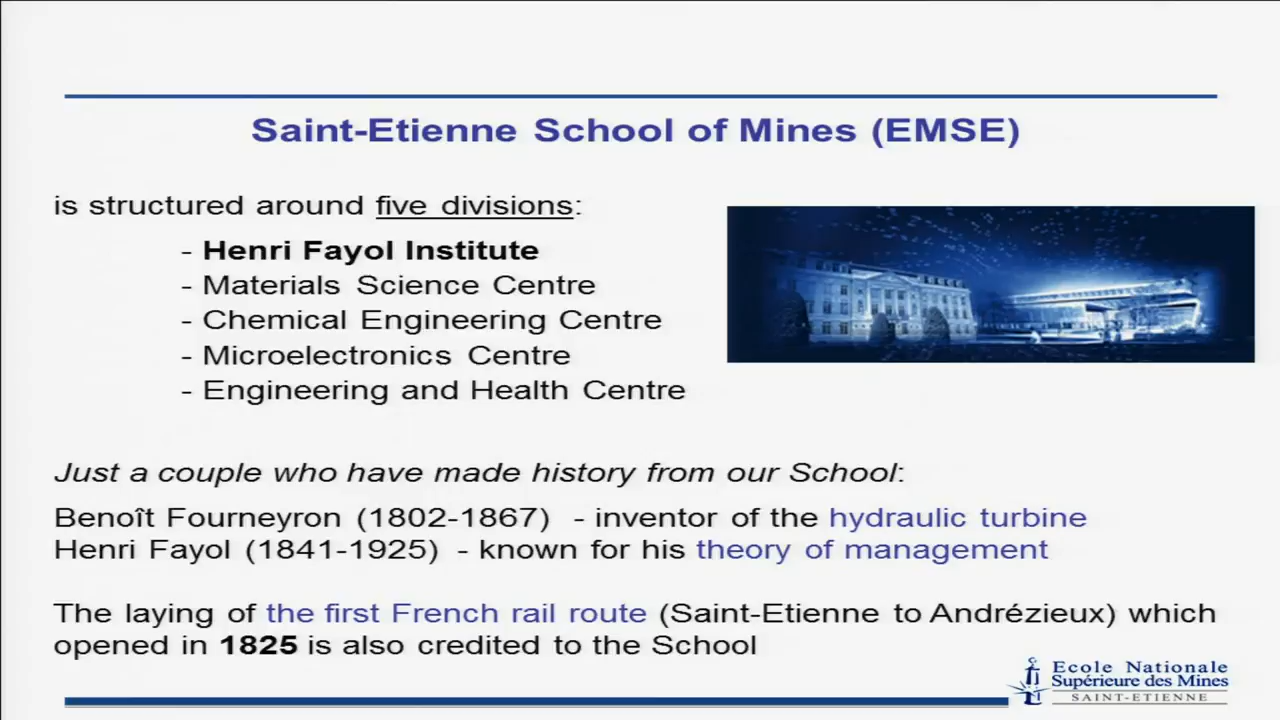 Saint-Etienne School of Mines (EMSE)
is structured around five divisions:
- Henri Fayol Institute
- Materials Science Centre
- Chemical Engineering Centre
- Microelectronics Centre
- Engineering and Health Centre
Just a couple who have made history from our School:
Benoît Fourneyron (1802-1867) - inventor of the hydraulic turbine
Henri Fayol (1841-1925) - known for his theory of management
The laying of the first French rail route (Saint-Etienne to Andrézieux) which
opened in 1825 is also credited to the School
Ecole Nationale
Supérieure des Mines
SAINT-ETIENNE